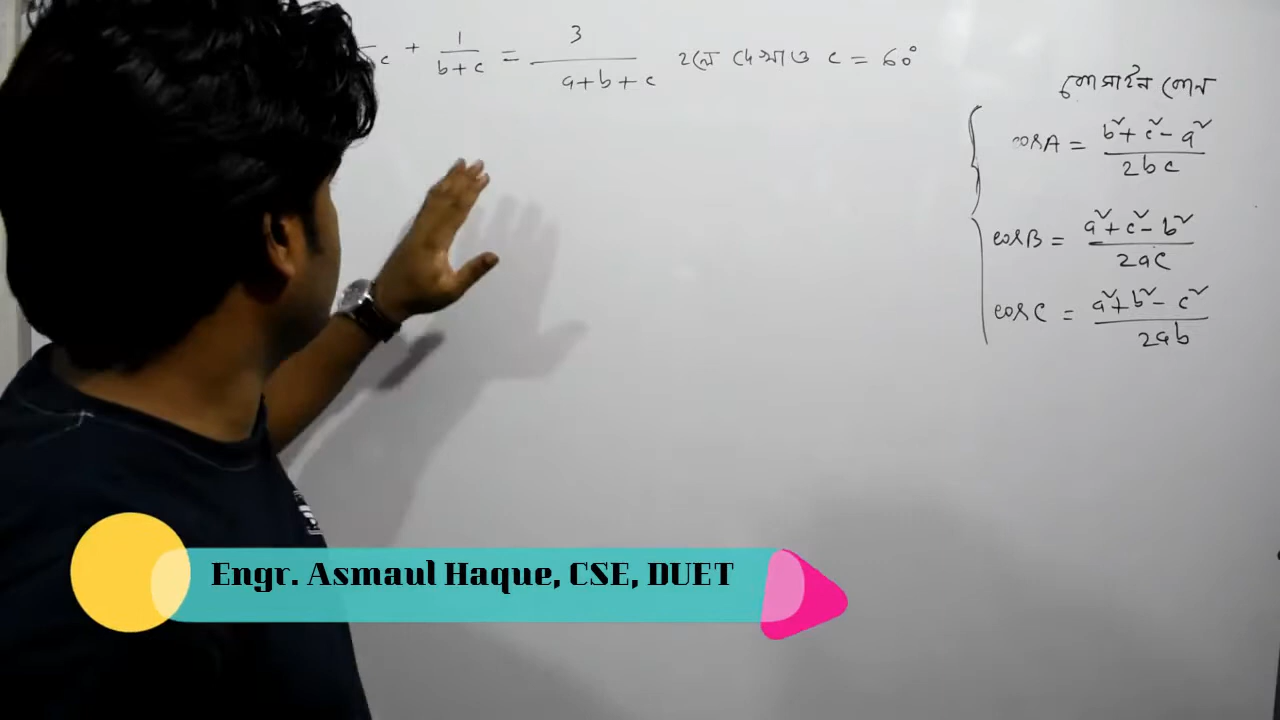 c + 1/(b+c) = 3/(a+b+c) হলে দেখাও c = 60°
কোসাইন
cosA = (b²+c²-a²)/2bc
cosB = (a²+c²-b²)/2ac
cosC = (a²+b²-c²)/2ab
Engr. Asmaul Haque, CSE, DUET